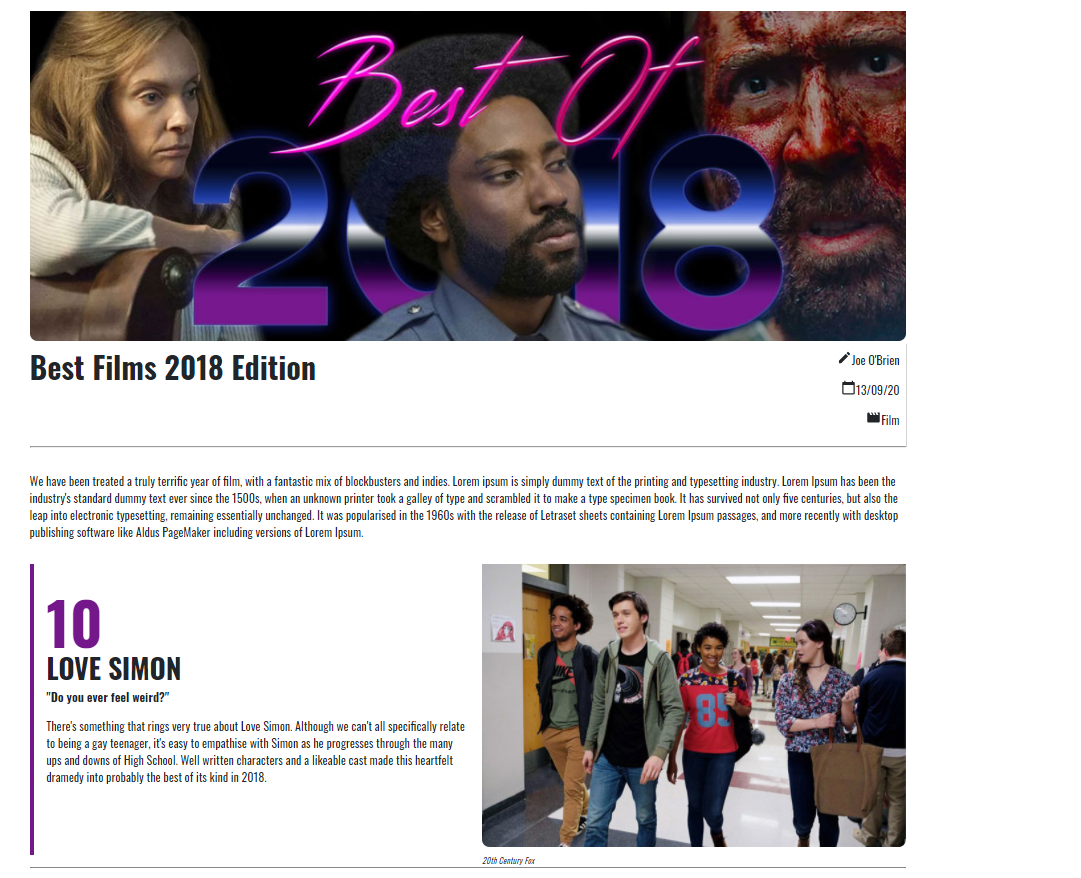 Best Of
2018
Best Films 2018 Edition
Joe O'Brien
13/09/20
Film
We have been treated a truly terrific year of film, with a fantastic mix of blockbusters and indies. Lorem ipsum is simply dummy text of the printing and typesetting industry. Lorem Ipsum has been the
industry's standard dummy text ever since the 1500s, when an unknown printer took a galley of type and scrambled it to make a type specimen book. It has survived not only five centuries, but also the
leap into electronic typesetting, remaining essentially unchanged. It was popularised in the 1960s with the release of Letraset sheets containing Lorem Ipsum passages, and more recently with desktop
publishing software like Aldus PageMaker including versions of Lorem Ipsum.
10
LOVE SIMON
"Do you ever feel weird?"
There's something that rings very true about Love Simon. Although we can't all specifically relate
to being a gay teenager, it's easy to empathise with Simon as he progresses through the many
ups and downs of High School. Well written characters and a likeable cast made this heartfelt
dramedy into probably the best of its kind in 2018.
85
20th Century Fox